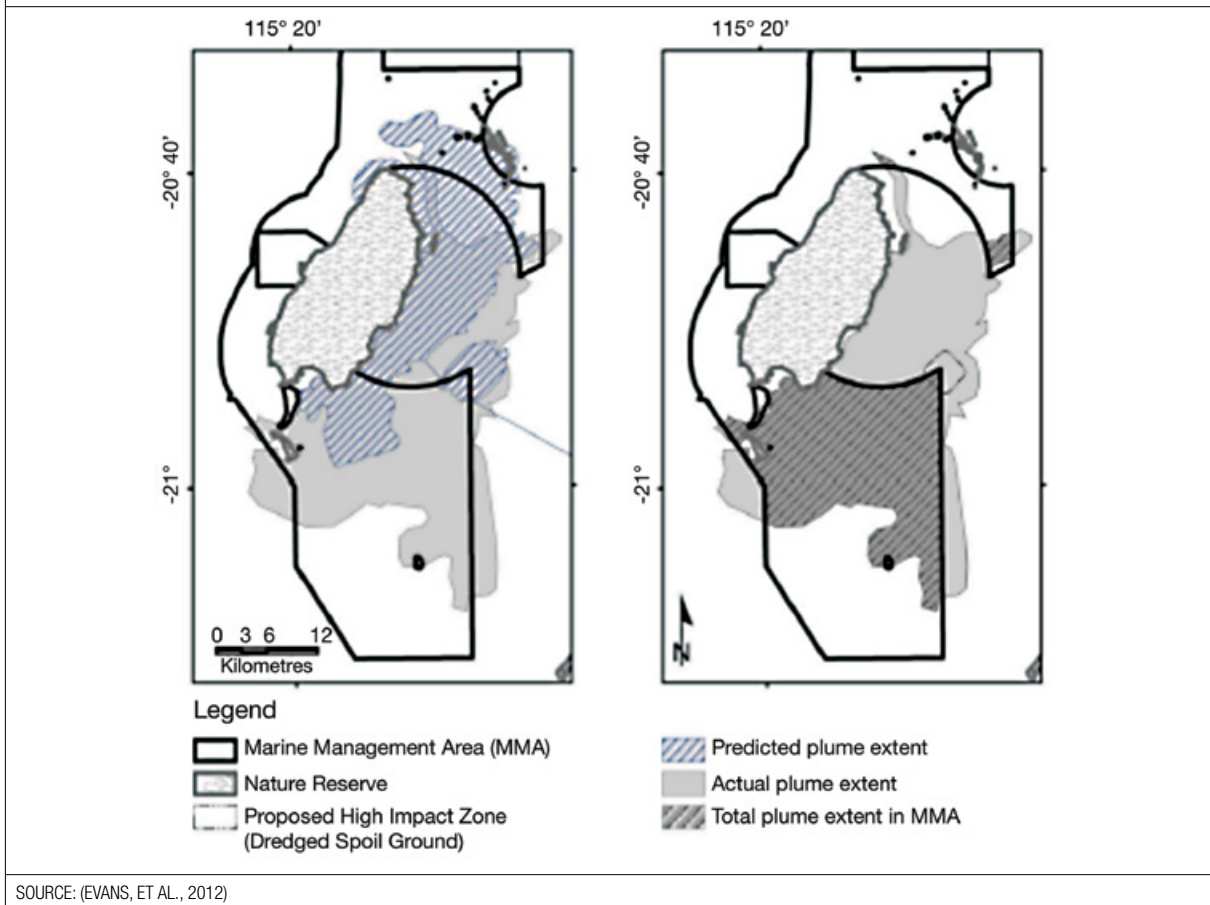 115° 20’ 115° 20’
-20° 40’ -20° 40’
-21° -21°
0 3 6 12
Kilometres
N
Legend
Marine Management Area (MMA)
Nature Reserve
Proposed High Impact Zone
(Dredged Spoil Ground)
Predicted plume extent
Actual plume extent
Total plume extent in MMA
SOURCE: (EVANS, ET AL., 2012)